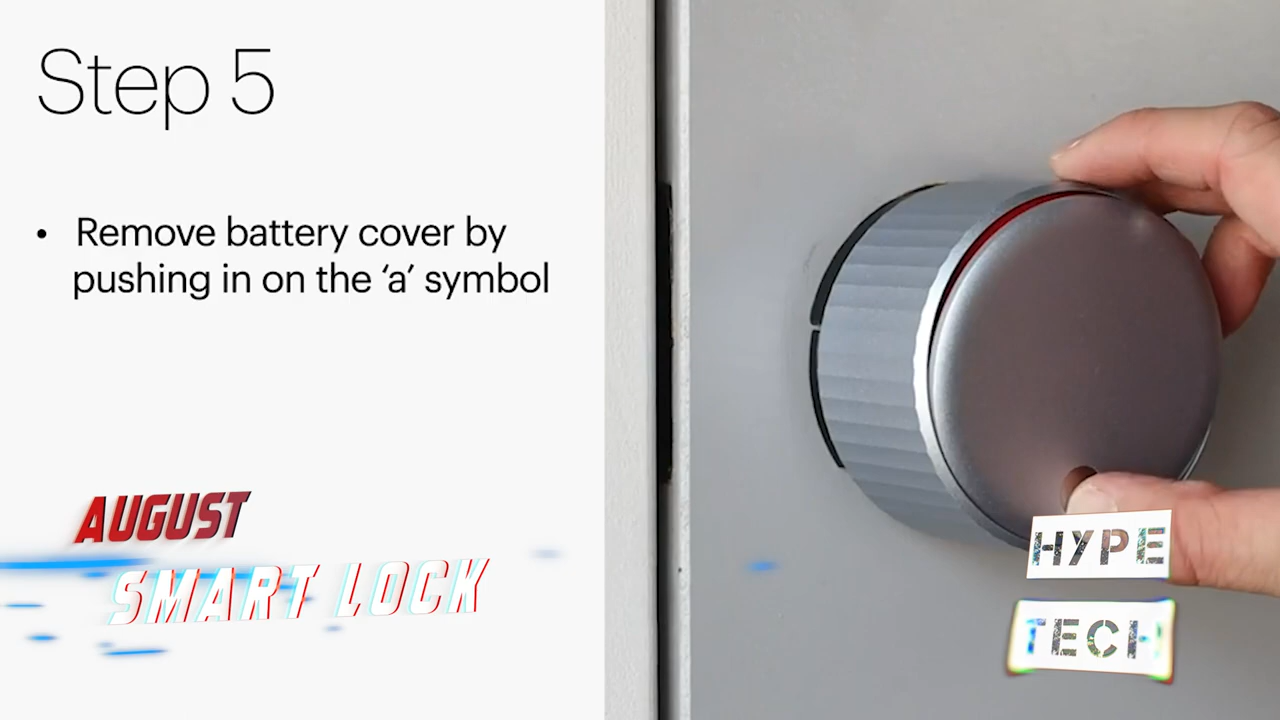 Step 5
• Remove battery cover by
pushing in on the ‘a’ symbol
AUGUST
SMART LOCK
HYPE
TECH